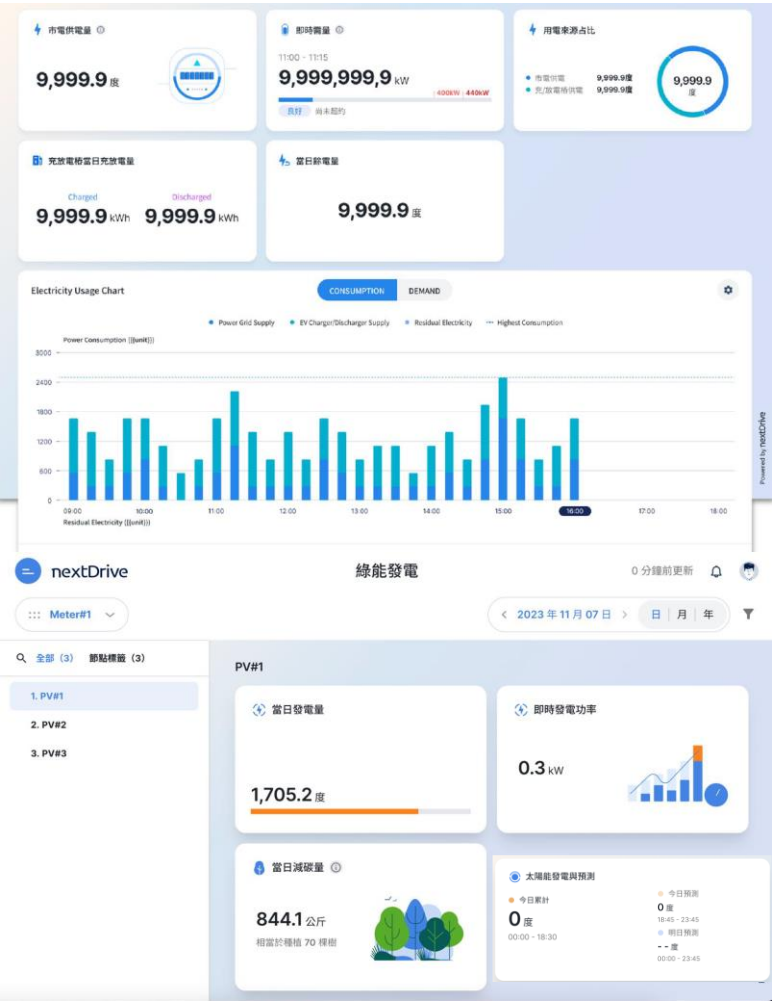 市電供電量
9,999.9 度
即時需量
11:00 - 11:15
9,999,999,9 kW
400KW 440kW
良好 尚未超約
用電來源占比
市電供電 9,999.9度
充/放電樁供電 9,999.9度
9,999.9
度
充放電樁當日充放電量
Charged Discharged
9,999.9 kWh 9,999.9 kWh
當日餘電量
9,999.9 度
Electricity Usage Chart
CONSUMPTION DEMAND
Power Grid Supply EV Charger/Discharger Supply Residual Electricity Highest Consumption
Power Consumption ({{unit}})
3000
2400
1800
1200
600
0
09:00 10:00 11:00 12:00 13:00 14:00 15:00 16:00 17:00 18:00
Residual Electricity ({{unit}})
Powered by nextDrive
nextDrive
綠能發電
0 分鐘前更新
Meter#1
2023 年 11 月 07 日
日 月 年
全部 (3) 節點標籤 (3)
1. PV#1
2. PV#2
3. PV#3
PV#1
當日發電量
1,705.2 度
即時發電功率
0.3 kW
當日減碳量
844.1 公斤
相當於種植 70 棵樹
太陽能發電與預測
今日累計
0 度
00:00 - 18:30
今日預測
0 度
18:45 - 23:45
明日預測
- - 度
00:00 - 23:45